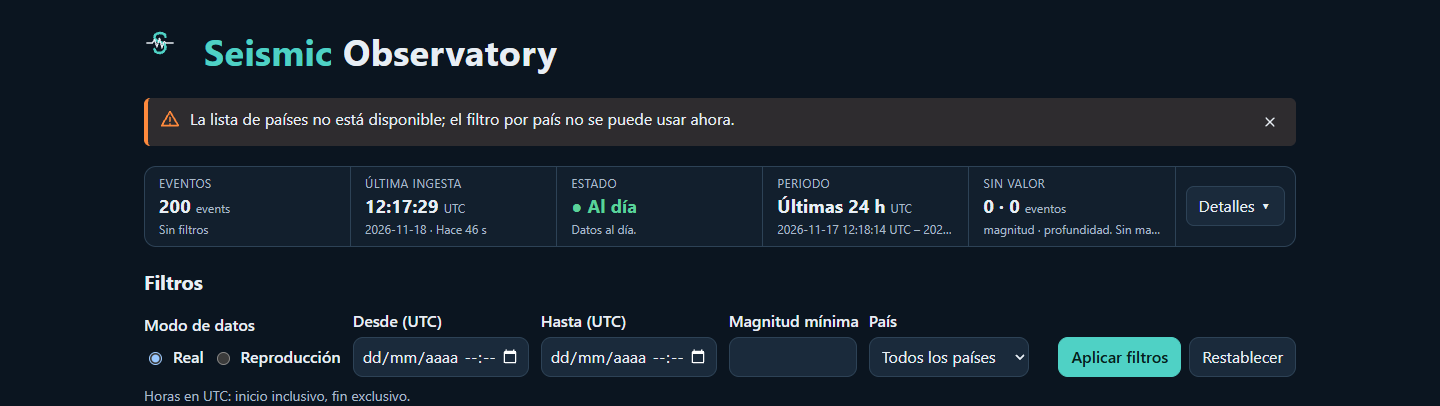 Seismic Observatory
La lista de países no está disponible; el filtro por país no se puede usar ahora.
EVENTOS
200 events
Sin filtros
ÚLTIMA INGESTA
12:17:29 UTC
2026-11-18 · Hace 46 s
ESTADO
● Al día
Datos al día.
PERIODO
Últimas 24 h UTC
2026-11-17 12:18:14 UTC – 202...
SIN VALOR
0 · 0 eventos
magnitud · profundidad. Sin ma...
Detalles ▼
Filtros
Modo de datos
Real Reproducción
Desde (UTC)
dd/mm/aaaa --:--
Hasta (UTC)
dd/mm/aaaa --:--
Magnitud mínima
País
Todos los países
Aplicar filtros
Restablecer
Horas en UTC: inicio inclusivo, fin exclusivo.